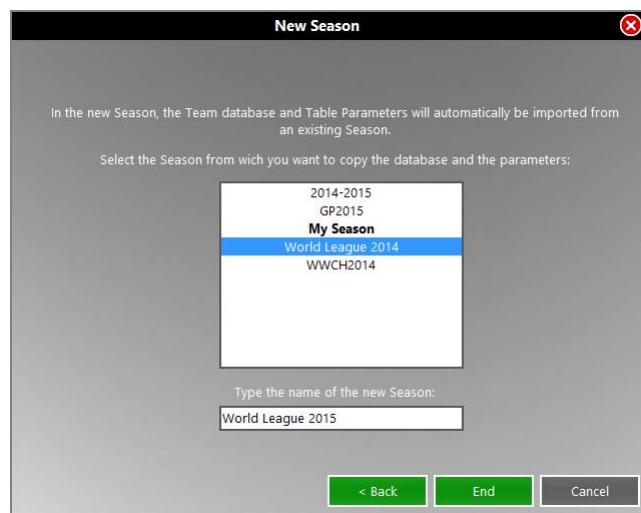 New Season
In the new Season, the Team database and Table Parameters will automatically be imported from
an existing Season.
Select the Season from wich you want to copy the database and the parameters:
2014-2015
GP2015
My Season
World League 2014
WWCH2014
Type the name of the new Season:
World League 2015
< Back
End
Cancel